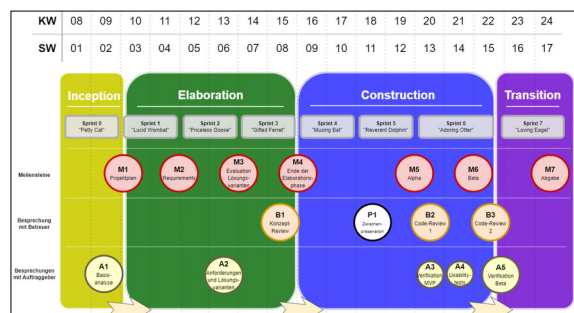 KW 08 09 10 11 12 13 14 15 16 17 18 19 20 21 22 23 24
SW 01 02 03 04 05 06 07 08 09 10 11 12 13 14 15 16 17
Inception Elaboration Construction Transition
Sprint 0 Sprint 1 Sprint 2 Sprint 3 Sprint 4 Sprint 5 Sprint 6 Sprint 7
"Petty Cat" "Lucid Wombat" "Priceless Goose" "Gifted Ferret" "Musing Bat" "Reverent Dolphin" "Adoring Otter" "Loving Eagel"
Meilensteine
M1
Projektplan
M2
Requirements
M3
Evaluation
Lösungs-
varianten
M4
Ende der
Elaborations-
phase
M5
Alpha
M6
Beta
M7
Abgabe
Besprechung
mit Betreuer
B1
Konzept-
Review
P1
Zwischen-
präsentation
B2
Code-Review
1
B3
Code-Review
2
Besprechungen
mit Auftraggeber
A1
Basis-
analyse
A2
Anforderungen
und Lösungs-
varianten
A3
Verifikation
MVP
A4
Usability-
tests
A5
Verifikation
Beta